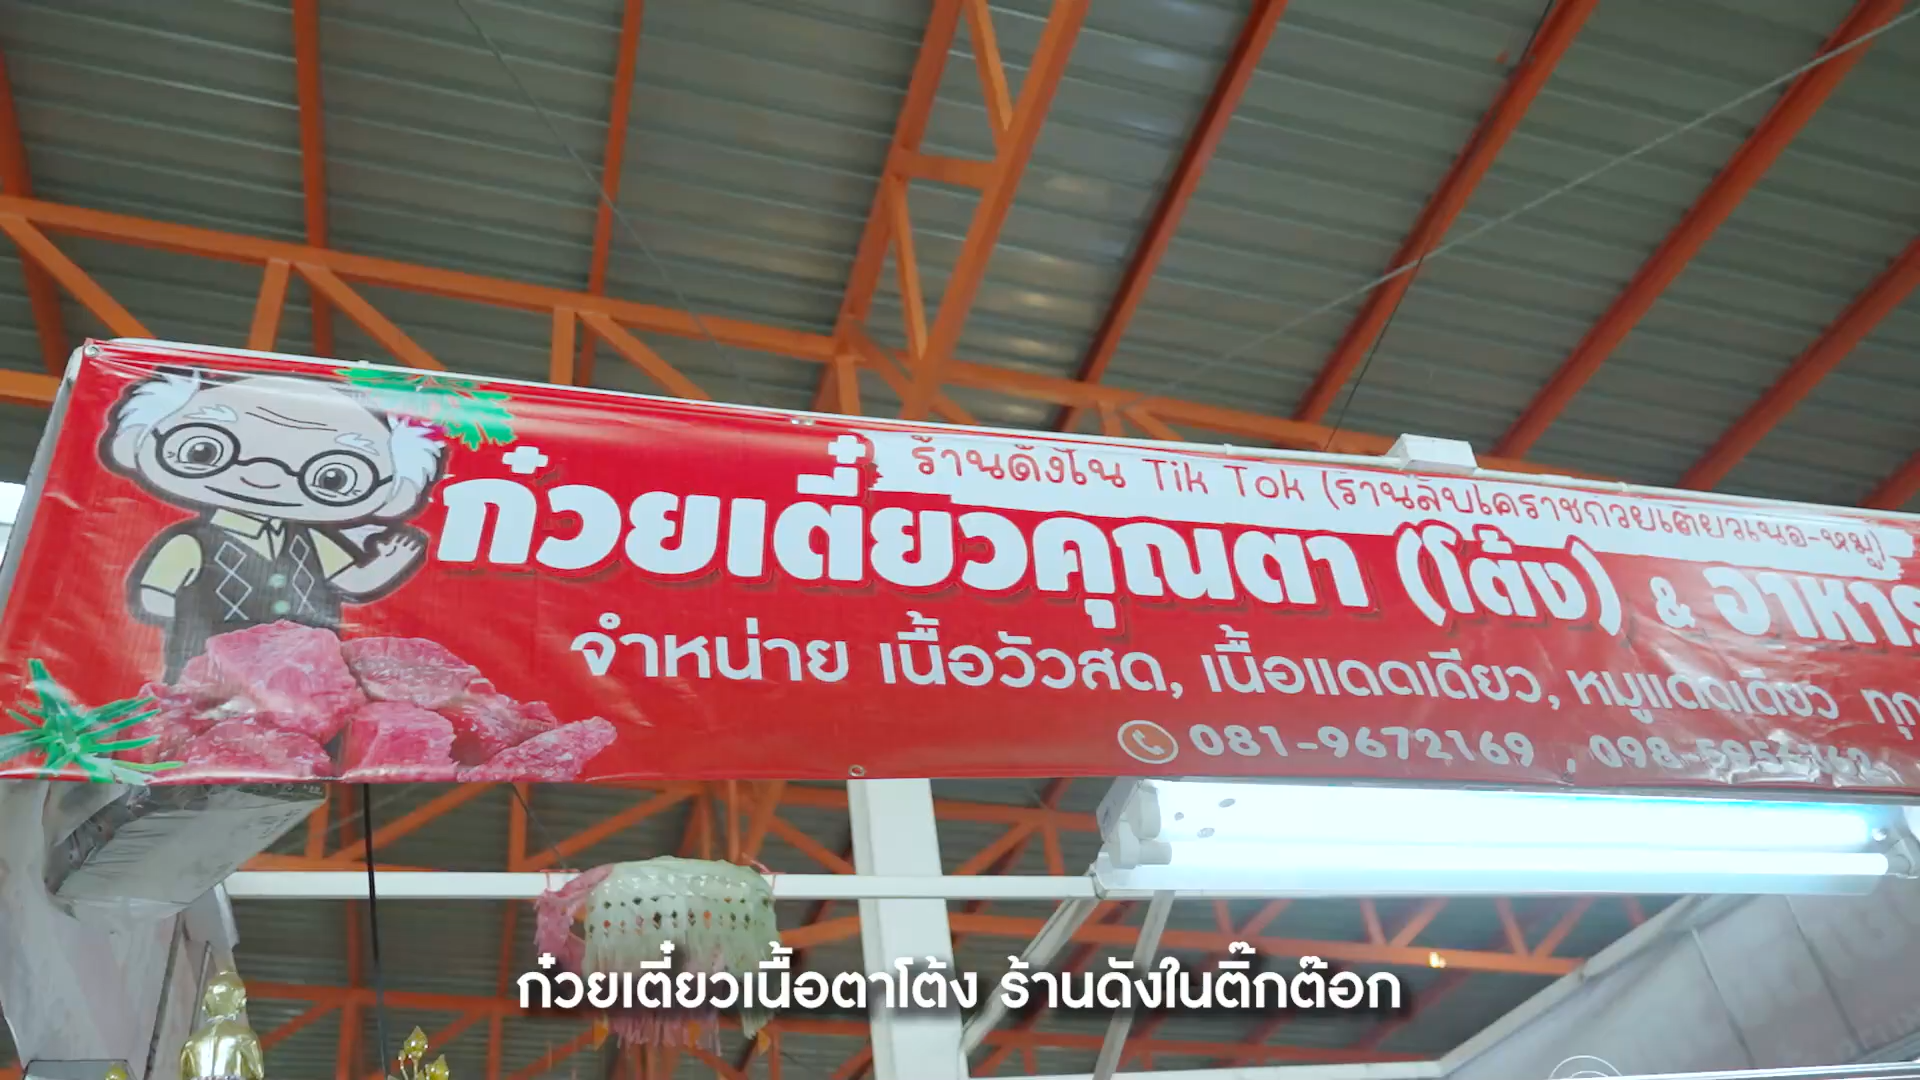 ร้านดังใน Tik Tok (ร้านลับโคราชก๋วยเตี๋ยวเนื้อ-หมู)
ก๋วยเตี๋ยวคุณตา (โต้ง) & อาหาร
จำหน่าย เนื้อวัวสด, เนื้อแดดเดียว, หมูแดดเดียว ทุก
081-9672169 ,
ก๋วยเตี๋ยวเนื้อตาโต้ง ร้านดังในติ๊กต๊อก